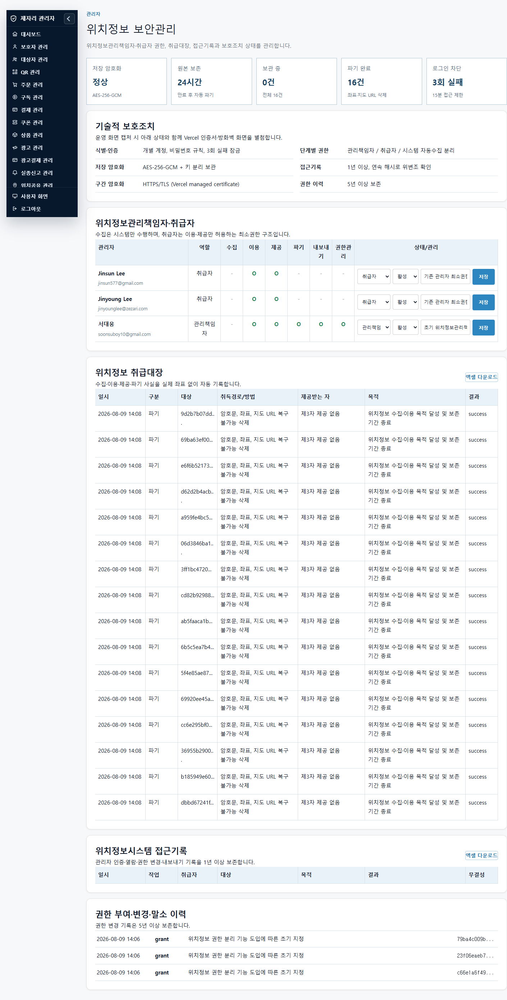 제자리 관리자
대시보드
보호자 관리
대상자 관리
QR 관리
주문 관리
구독 관리
결제 관리
쿠폰 관리
상품 관리
광고 관리
광고결제 관리
실종신고 관리
위치공유 관리
사용자 화면
로그아웃
관리자
위치정보 보안관리
위치정보관리책임자·취급자 권한, 취급대장, 접근기록과 보호조치 상태를 관리합니다.
저장 암호화
정상
AES-256-GCM
원본 보존
24시간
만료 후 자동 파기
보관 중
0건
전체 16건
파기 완료
16건
좌표·지도 URL 삭제
로그인 차단
3회 실패
15분 접근 제한
기술적 보호조치
운영 화면 캡처 시 아래 상태와 함께 Vercel 인증서·방화벽 화면을 별첨합니다.
식별·인증 개별 계정, 비밀번호 규칙, 3회 실패 잠금
단계별 권한 관리책임자 / 취급자 / 시스템 자동수집 분리
저장 암호화 AES-256-GCM + 키 분리 보관
접근기록 1년 이상, 연속 해시로 위변조 확인
구간 암호화 HTTPS/TLS (Vercel managed certificate)
권한 이력 5년 이상 보존
위치정보관리책임자·취급자
수집은 시스템만 수행하며, 취급자는 이용·제공만 허용하는 최소권한 구조입니다.
관리자 역할 수집 이용 제공 파기 내보내기 권한관리 상태/관리
Jinsun Lee 취급자 - O O - - - 취급자 활성 기존 관리자 최소권한 저장
jinsun577@gmail.com
Jinyoung Lee 취급자 - O O - - - 취급자 활성 기존 관리자 최소권한 저장
jinyounglee@zezari.com
서대웅 관리책임자 - O O O O O 관리책임 활성 초기 위치정보관리책 저장
soonsuboy10@gmail.com
위치정보 취급대장
엑셀 다운로드
수집·이용·제공·파기 사실을 실제 좌표 없이 자동 기록합니다.
일시 구분 대상 취득경로/방법 제공받는 자 목적 결과
2026-08-09 14:08 파기 9d2b7b07dd... 암호문, 좌표, 지도 URL 복구 불가능 삭제 제3자 제공 없음 위치정보 수집·이용 목적 달성 및 보존기간 종료 success
2026-08-09 14:08 파기 69ba63ef00... 암호문, 좌표, 지도 URL 복구 불가능 삭제 제3자 제공 없음 위치정보 수집·이용 목적 달성 및 보존기간 종료 success
2026-08-09 14:08 파기 e6f6b52173... 암호문, 좌표, 지도 URL 복구 불가능 삭제 제3자 제공 없음 위치정보 수집·이용 목적 달성 및 보존기간 종료 success
2026-08-09 14:08 파기 d62d2b4acb... 암호문, 좌표, 지도 URL 복구 불가능 삭제 제3자 제공 없음 위치정보 수집·이용 목적 달성 및 보존기간 종료 success
2026-08-09 14:08 파기 a959fe4bc5... 암호문, 좌표, 지도 URL 복구 불가능 삭제 제3자 제공 없음 위치정보 수집·이용 목적 달성 및 보존기간 종료 success
2026-08-09 14:08 파기 06d3846ba1... 암호문, 좌표, 지도 URL 복구 불가능 삭제 제3자 제공 없음 위치정보 수집·이용 목적 달성 및 보존기간 종료 success
2026-08-09 14:08 파기 3ff1bc4720... 암호문, 좌표, 지도 URL 복구 불가능 삭제 제3자 제공 없음 위치정보 수집·이용 목적 달성 및 보존기간 종료 success
2026-08-09 14:08 파기 cd82b92988... 암호문, 좌표, 지도 URL 복구 불가능 삭제 제3자 제공 없음 위치정보 수집·이용 목적 달성 및 보존기간 종료 success
2026-08-09 14:08 파기 ab5faaca1b... 암호문, 좌표, 지도 URL 복구 불가능 삭제 제3자 제공 없음 위치정보 수집·이용 목적 달성 및 보존기간 종료 success
2026-08-09 14:08 파기 6b5c5ea7b4... 암호문, 좌표, 지도 URL 복구 불가능 삭제 제3자 제공 없음 위치정보 수집·이용 목적 달성 및 보존기간 종료 success
2026-08-09 14:08 파기 5f4e85ae87... 암호문, 좌표, 지도 URL 복구 불가능 삭제 제3자 제공 없음 위치정보 수집·이용 목적 달성 및 보존기간 종료 success
2026-08-09 14:08 파기 69920ee45a... 암호문, 좌표, 지도 URL 복구 불가능 삭제 제3자 제공 없음 위치정보 수집·이용 목적 달성 및 보존기간 종료 success
2026-08-09 14:08 파기 cc6e295bf0... 암호문, 좌표, 지도 URL 복구 불가능 삭제 제3자 제공 없음 위치정보 수집·이용 목적 달성 및 보존기간 종료 success
2026-08-09 14:08 파기 36955b2900... 암호문, 좌표, 지도 URL 복구 불가능 삭제 제3자 제공 없음 위치정보 수집·이용 목적 달성 및 보존기간 종료 success
2026-08-09 14:08 파기 b185949e60... 암호문, 좌표, 지도 URL 복구 불가능 삭제 제3자 제공 없음 위치정보 수집·이용 목적 달성 및 보존기간 종료 success
2026-08-09 14:08 파기 dbbd67241f... 암호문, 좌표, 지도 URL 복구 불가능 삭제 제3자 제공 없음 위치정보 수집·이용 목적 달성 및 보존기간 종료 success
위치정보시스템 접근기록
엑셀 다운로드
관리자 인증·열람·권한 변경·내보내기 기록을 1년 이상 보존합니다.
일시 작업 취급자 대상 목적 결과 무결성
권한 부여·변경·말소 이력
권한 변경 기록은 5년 이상 보존합니다.
2026-08-09 14:06 grant 위치정보 권한 분리 기능 도입에 따른 초기 지정 79ba4c009b...
2026-08-09 14:06 grant 위치정보 권한 분리 기능 도입에 따른 초기 지정 23f06eaeb7...
2026-08-09 14:06 grant 위치정보 권한 분리 기능 도입에 따른 초기 지정 c66e1a6f49...